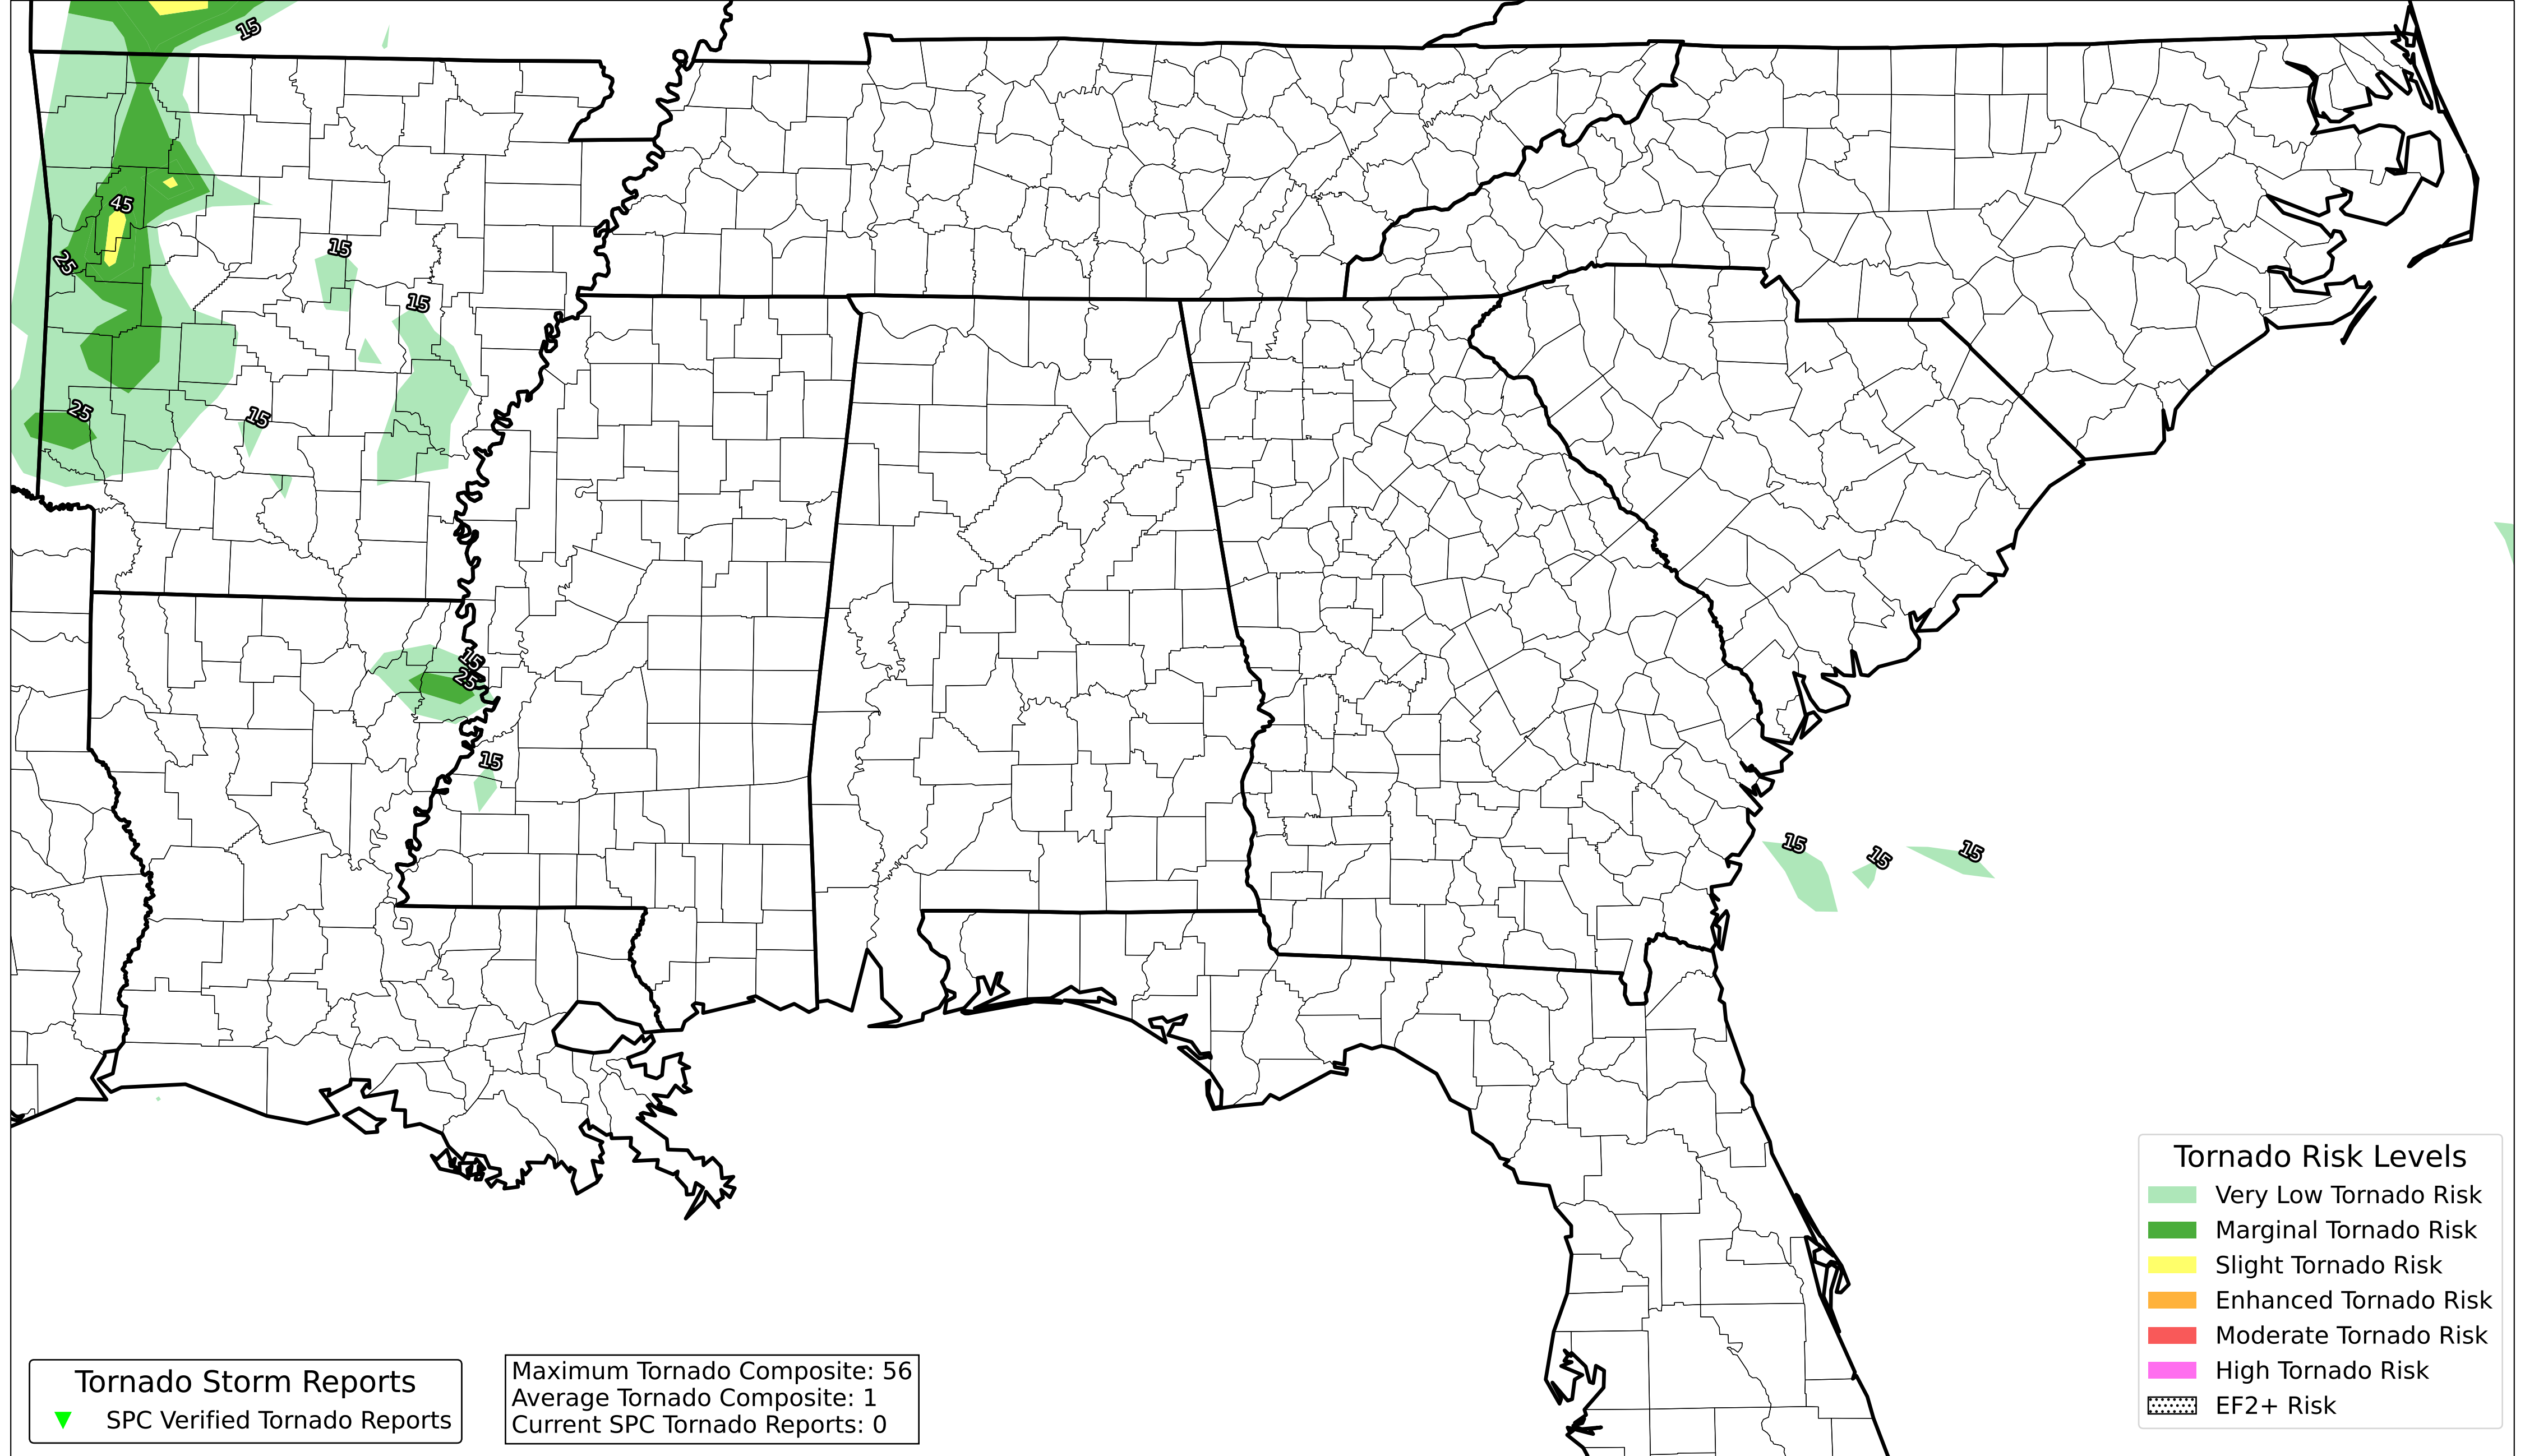 15
45
15
25
15
25
15
15
25
15
15
15
15
Tornado Risk Levels
Very Low Tornado Risk
Marginal Tornado Risk
Slight Tornado Risk
Enhanced Tornado Risk
Moderate Tornado Risk
High Tornado Risk
EF2+ Risk
Tornado Storm Reports
SPC Verified Tornado Reports
Maximum Tornado Composite: 56
Average Tornado Composite: 1
Current SPC Tornado Reports: 0